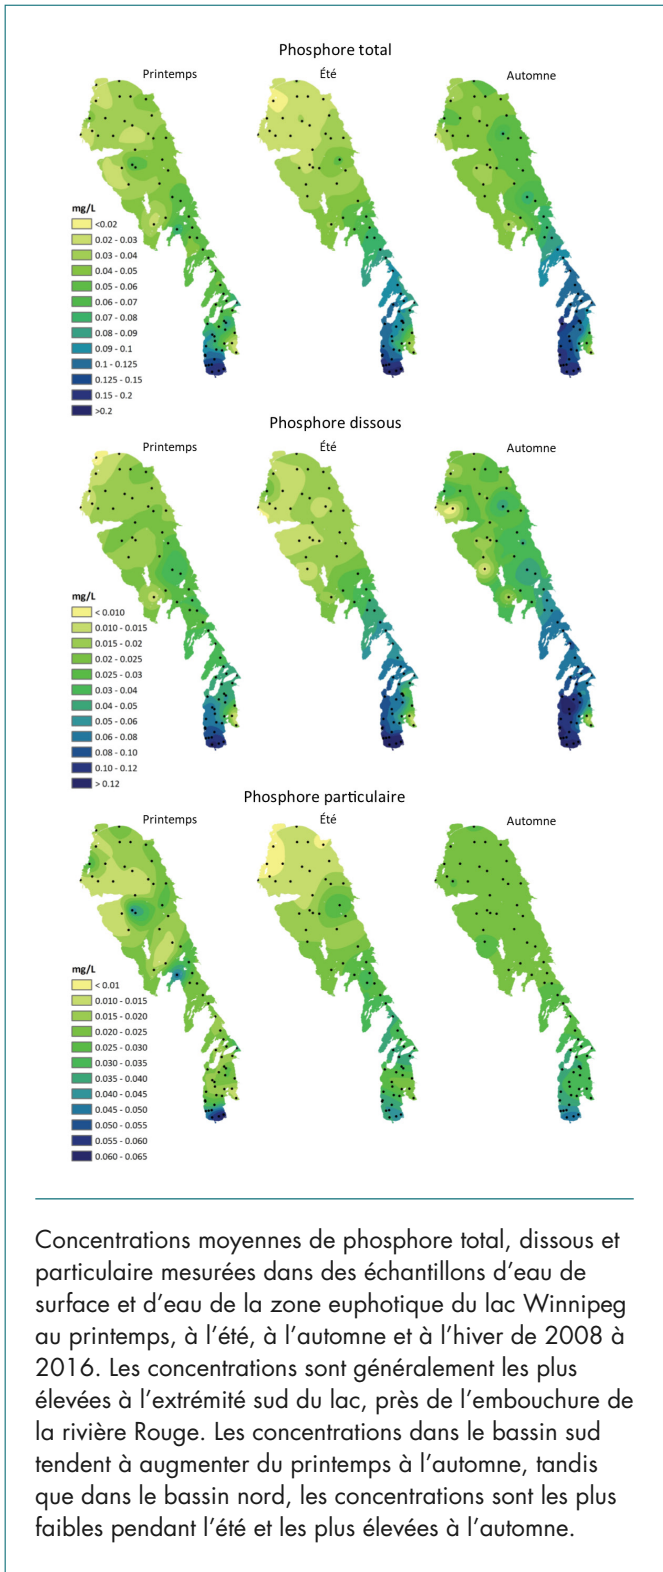 Phosphore total
Printemps
Été
Automne
mg/L
<0.02
0.02 - 0.03
0.03 - 0.04
0.04 - 0.05
0.05 - 0.06
0.06 - 0.07
0.07 - 0.08
0.08 - 0.09
0.09 - 0.1
0.1 - 0.125
0.125 - 0.15
0.15 - 0.2
>0.2
Phosphore dissous
Printemps
Été
Automne
mg/L
< 0.010
0.010 - 0.015
0.015 - 0.02
0.02 - 0.025
0.025 - 0.03
0.03 - 0.04
0.04 - 0.05
0.05 - 0.06
0.06 - 0.08
0.08 - 0.10
0.10 - 0.12
> 0.12
Phosphore particulaire
Printemps
Été
Automne
mg/L
< 0.01
0.010 - 0.015
0.015 - 0.020
0.020 - 0.025
0.025 - 0.030
0.030 - 0.035
0.035 - 0.040
0.040 - 0.045
0.045 - 0.050
0.050 - 0.055
0.055 - 0.060
0.060 - 0.065
Concentrations moyennes de phosphore total, dissous et
particulaire mesurées dans des échantillons d’eau de
surface et d’eau de la zone euphotique du lac Winnipeg
au printemps, à l’été, à l’automne et à l’hiver de 2008 à
2016. Les concentrations sont généralement les plus
élevées à l’extrémité sud du lac, près de l’embouchure de
la rivière Rouge. Les concentrations dans le bassin sud
tendent à augmenter du printemps à l’automne, tandis
que dans le bassin nord, les concentrations sont les plus
faibles pendant l’été et les plus élevées à l’automne.